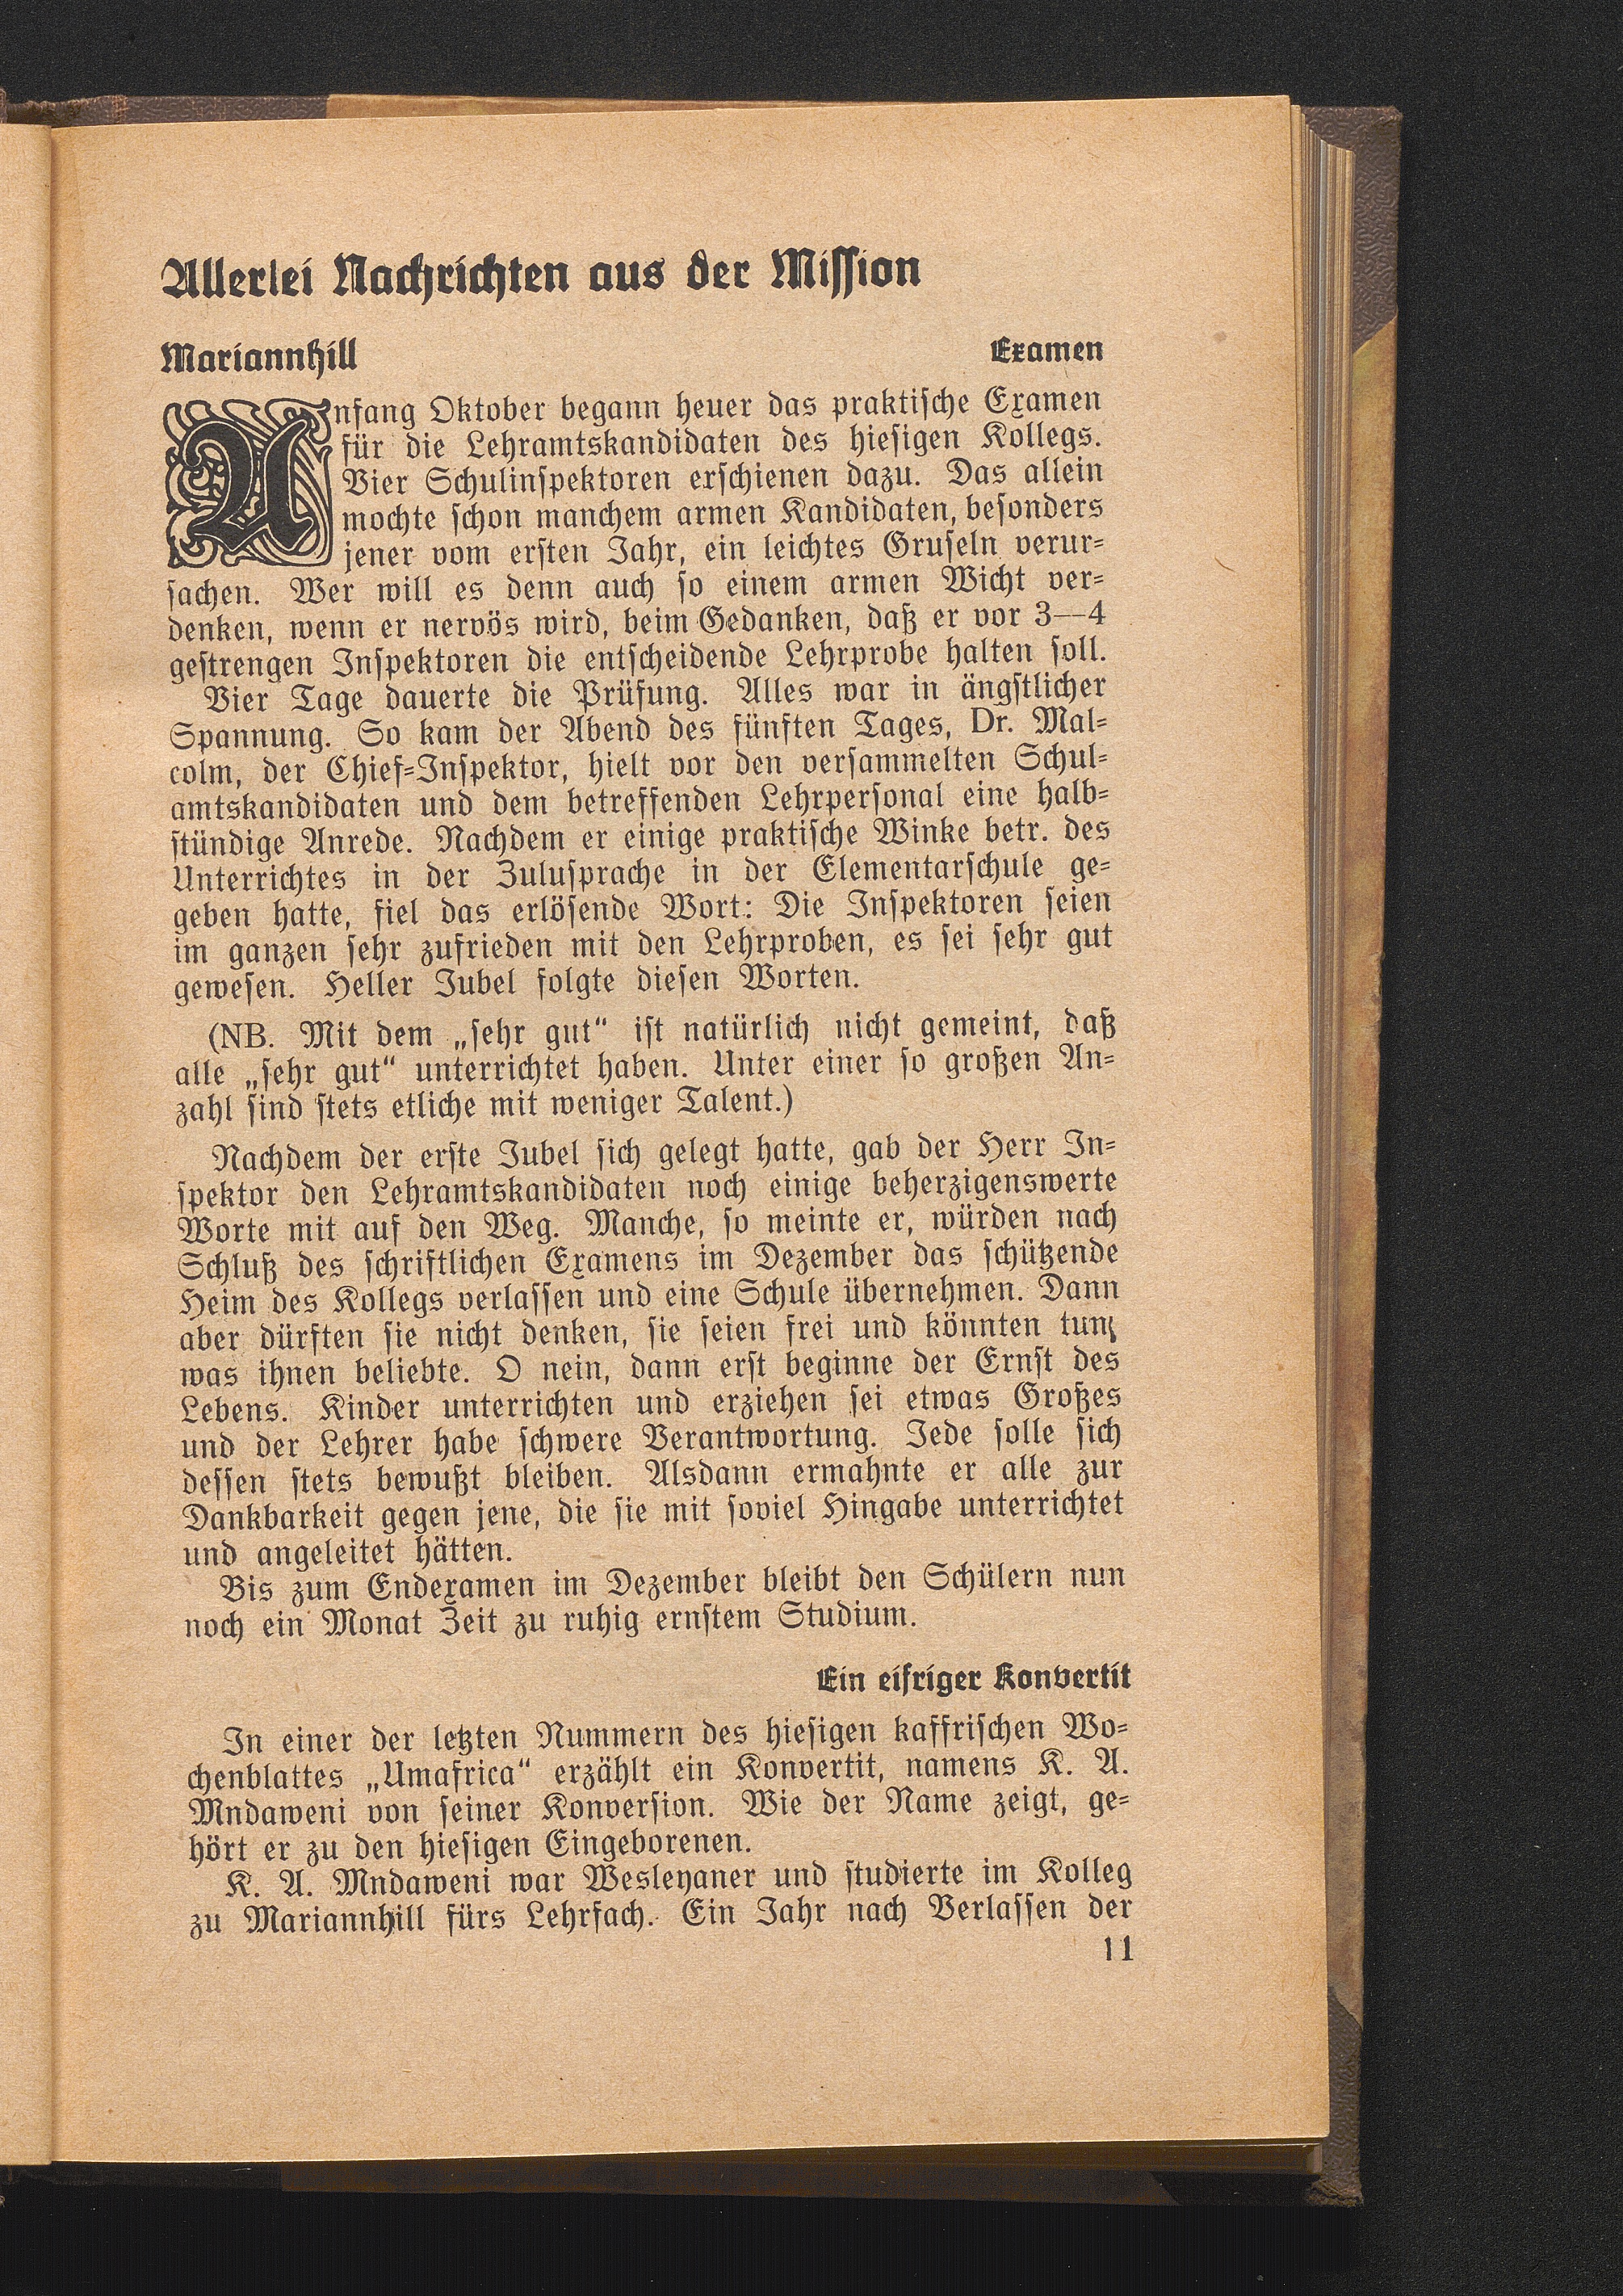 Allerlei Nachrichten aus der Mission
Mariannhill Examen
Anfang Oktober begann heuer das praktische Examen
für die Lehramtskandidaten des hiesigen Kollegs.
Vier Schulinspektoren erschienen dazu. Das allein
mochte schon manchem armen Kandidaten, besonders
jener vom ersten Jahr, ein leichtes Gruseln verur-
sachen. Wer will es denn auch so einem armen Wicht ver-
denken, wenn er nervös wird, beim Gedanken, daß er vor 3—4
gestrengen Inspektoren die entscheidende Lehrprobe halten soll.
Vier Tage dauerte die Prüfung. Alles war in ängstlicher
Spannung. So kam der Abend des fünften Tages, Dr. Mal-
colm, der Chief-Inspektor, hielt vor den versammelten Schul-
amtskandidaten und dem betreffenden Lehrpersonal eine halb-
stündige Anrede. Nachdem er einige praktische Winke betr. des
Unterrichtes in der Zulusprache in der Elementarschule ge-
geben hatte, fiel das erlösende Wort: Die Inspektoren seien
im ganzen sehr zufrieden mit den Lehrproben, es sei sehr gut
gewesen. Heller Jubel folgte diesen Worten.
(NB. Mit dem „sehr gut“ ist natürlich nicht gemeint, daß
alle „sehr gut“ unterrichtet haben. Unter einer so großen An-
zahl sind stets etliche mit weniger Talent.)
Nachdem der erste Jubel sich gelegt hatte, gab der Herr In-
spektor den Lehramtskandidaten noch einige beherzigenswerte
Worte mit auf den Weg. Manche, so meinte er, würden nach
Schluß des schriftlichen Examens im Dezember das schützende
Heim des Kollegs verlassen und eine Schule übernehmen. Dann
aber dürften sie nicht denken, sie seien frei und könnten tun,
was ihnen beliebte. O nein, dann erst beginne der Ernst des
Lebens. Kinder unterrichten und erziehen sei etwas Großes
und der Lehrer habe schwere Verantwortung. Jede solle sich
dessen stets bewußt bleiben. Alsdann ermahnte er alle zur
Dankbarkeit gegen jene, die sie mit soviel Hingabe unterrichtet
und angeleitet hätten.
Bis zum Endexamen im Dezember bleibt den Schülern nun
noch ein Monat Zeit zu ruhig ernstem Studium.
Ein eifriger Konvertit
In einer der letzten Nummern des hiesigen kaffrischen Wo-
chenblattes „Umafrica“ erzählt ein Konvertit, namens K. A.
Mndaweni von seiner Konversion. Wie der Name zeigt, ge-
hört er zu den hiesigen Eingeborenen.
K. A. Mndaweni war Wesleyaner und studierte im Kolleg
zu Mariannhill fürs Lehrfach. Ein Jahr nach Verlassen der
11